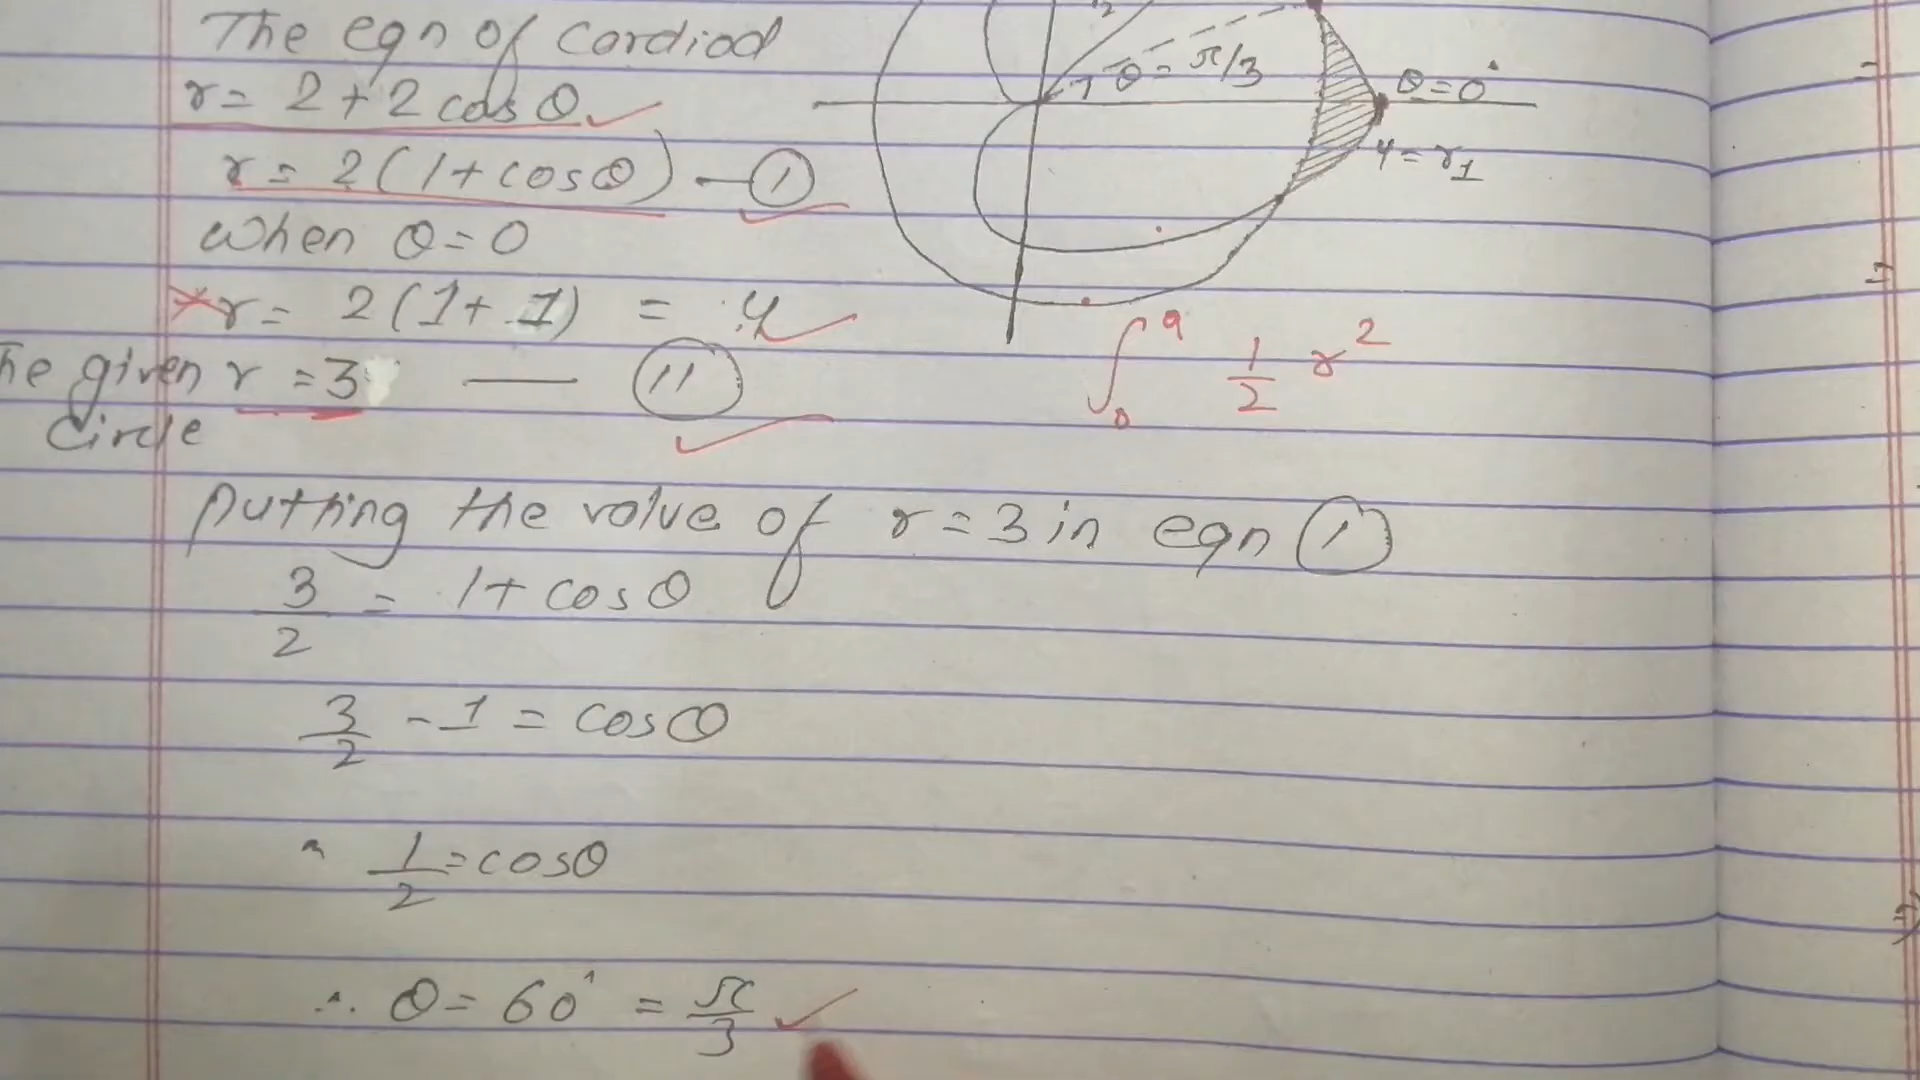 The eqn of Cardiod
r = 2 + 2 cos θ
r = 2 (1 + cos θ) — ①
when θ = 0
r = 2 (1 + 1) = 4
The given r = 3 — (11)
Circle
putting the value of r = 3 in eqn ①
3/2 = 1 + cos θ
3/2 - 1 = cos θ
1/2 = cos θ
∴ θ = 60° = π/3
θ = π/3
θ = 0°
4 = r₁
∫₀ 1/2 r²